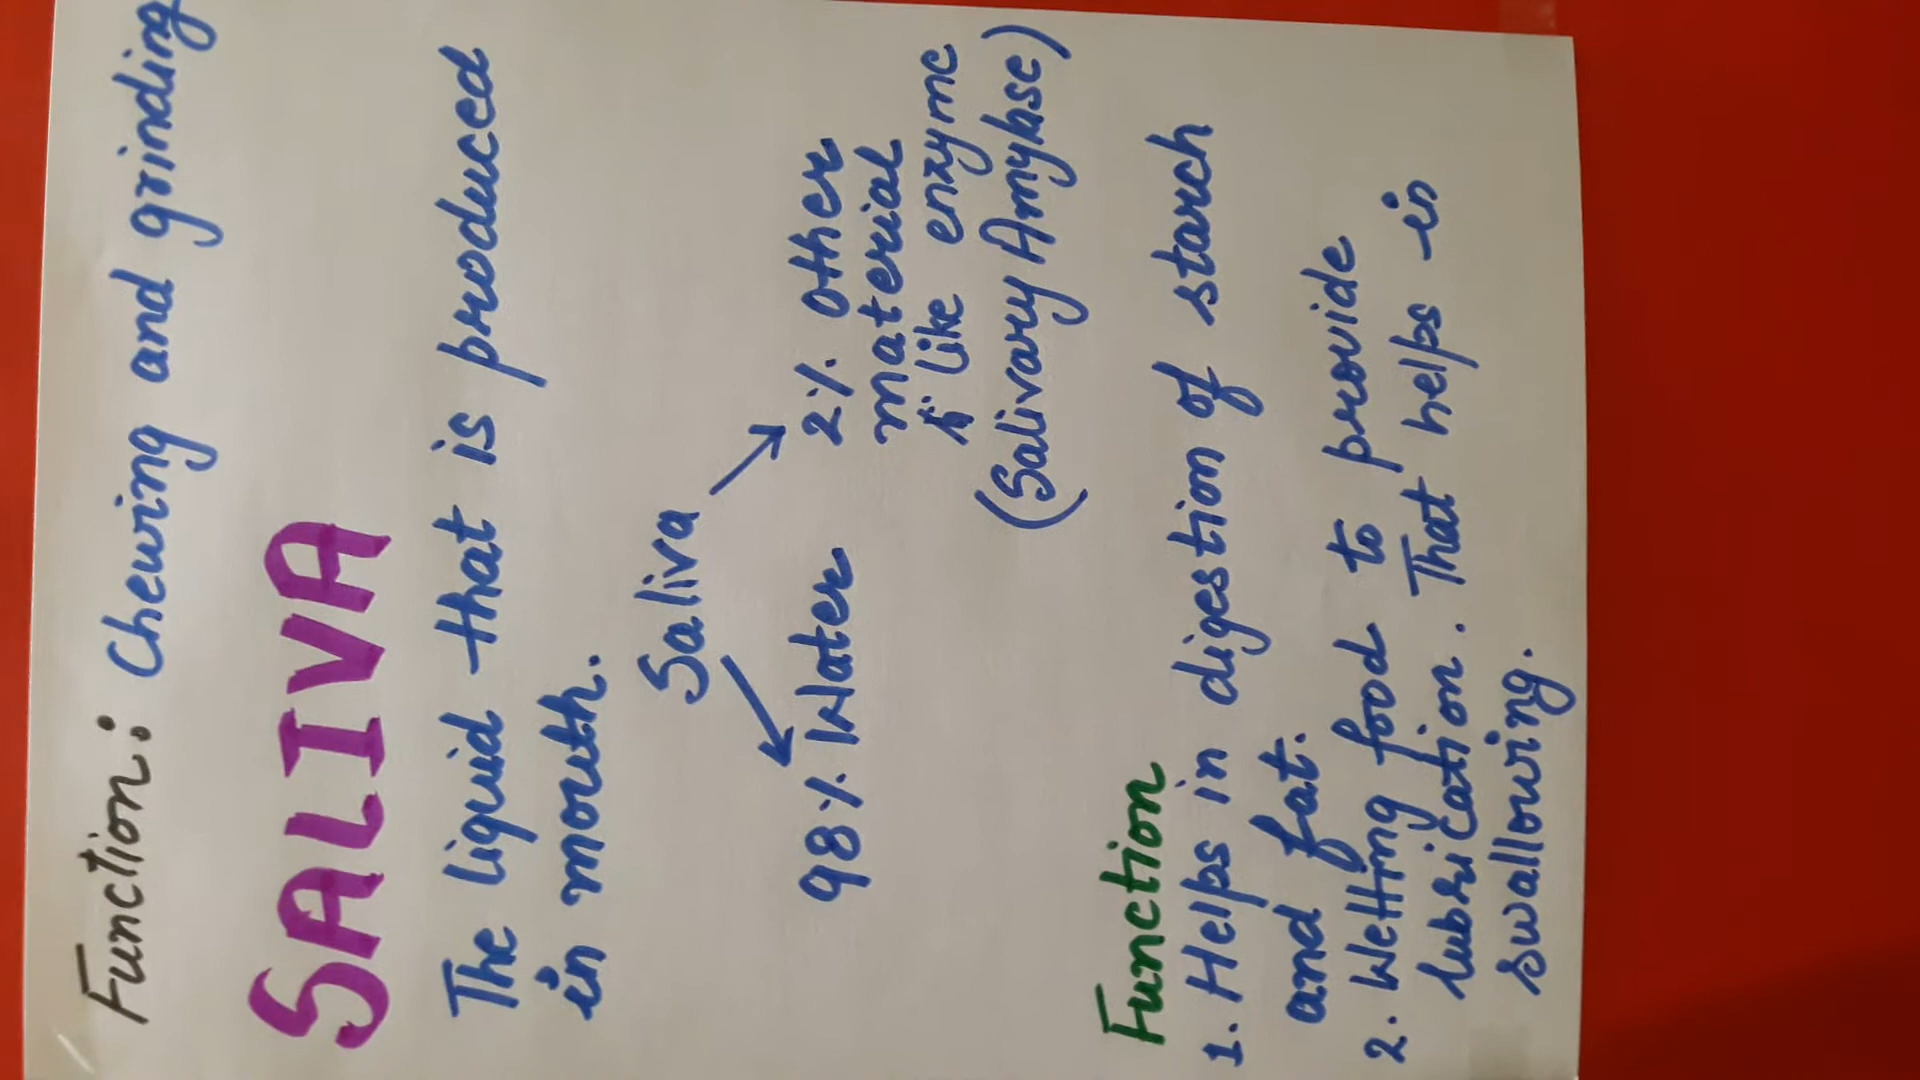 Function: Chewing and grinding
SALIVA
The liquid that is produced
in mouth.
Saliva
98% Water 2% Other
material
like enzyme
(Salivary Amylase)
Function
1. Helps in digestion of starch
and fat.
2. Wetting food to provide
lubrication. That helps in
swallowing.